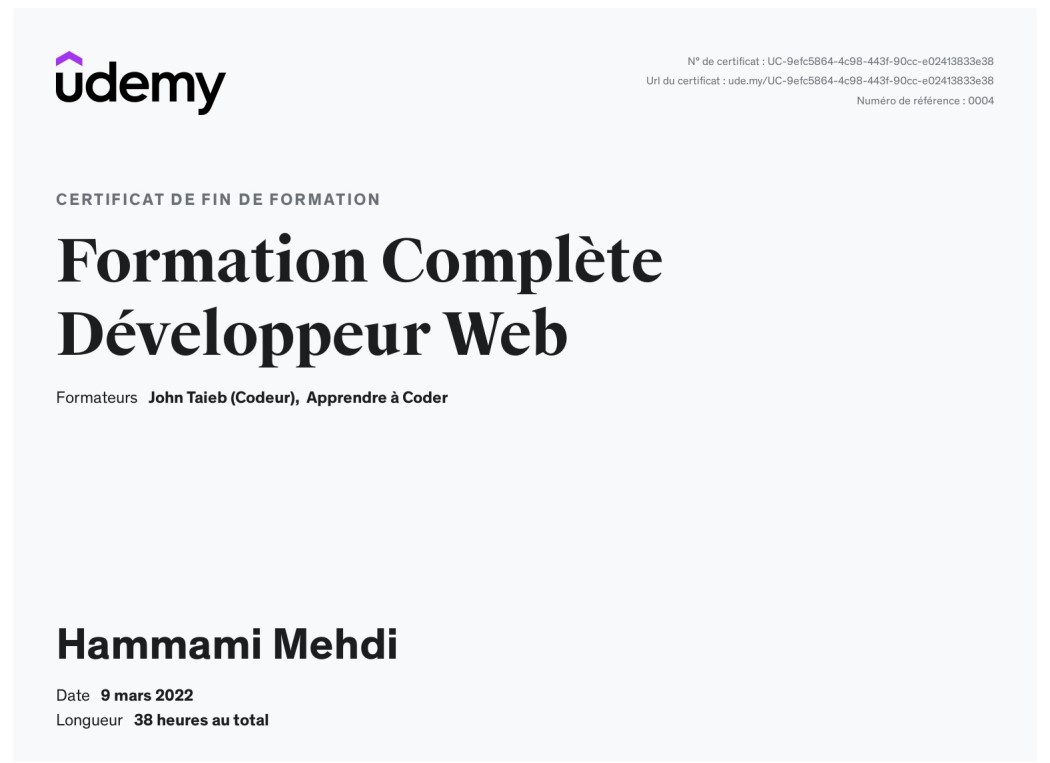 udemy
N° de certificat : UC-9efc5864-4c98-443f-90cc-e02413833e38
Url du certificat : ude.my/UC-9efc5864-4c98-443f-90cc-e02413833e38
Numéro de référence : 0004
CERTIFICAT DE FIN DE FORMATION
Formation Complète
Développeur Web
Formateurs John Taieb (Codeur), Apprendre à Coder
Hammami Mehdi
Date 9 mars 2022
Longueur 38 heures au total